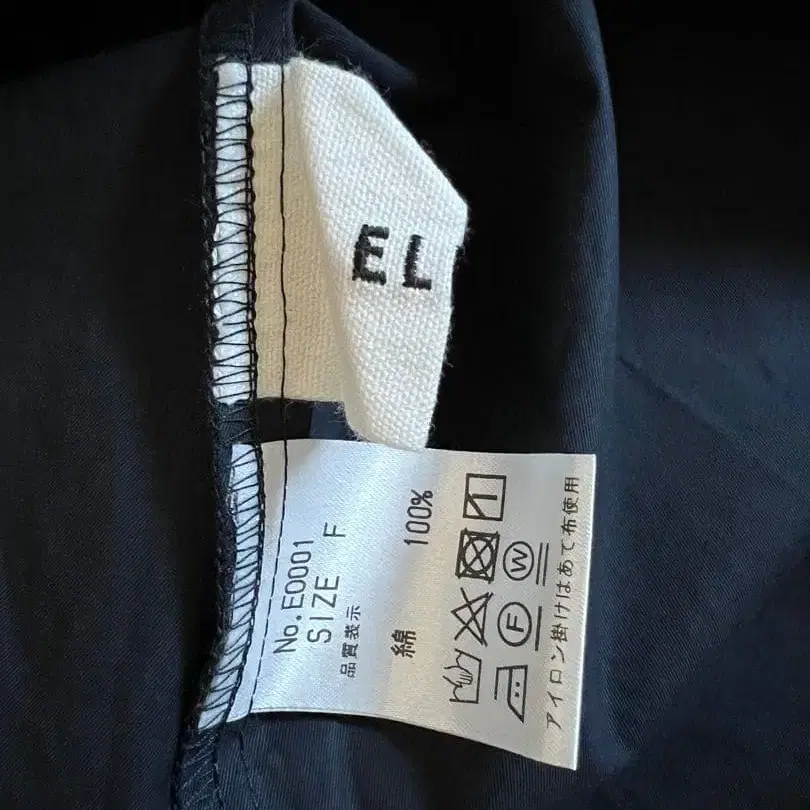 EL
No.E0001
SIZE F
品質表示
綿 100%
F W
アイロン掛けはあて布使用